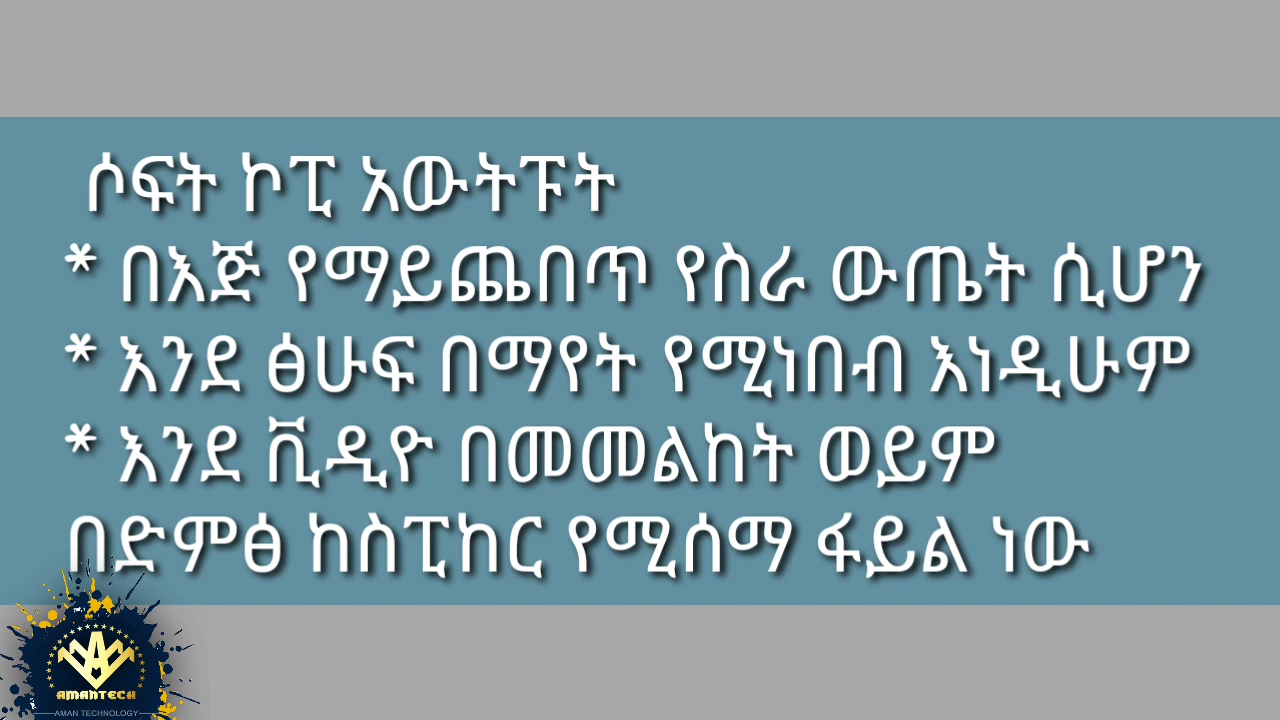 ሶፍት ኮፒ አውትፑት
* በእጅ የማይጨበጥ የስራ ውጤት ሲሆን
* እንደ ፅሁፍ በማየት የሚነበብ እነዲሁም
* እንደ ቪዲዮ በመመልከት ወይም
በድምፅ ከስፒከር የሚሰማ ፋይል ነው
AMANTECH
AMAN TECHNOLOGY